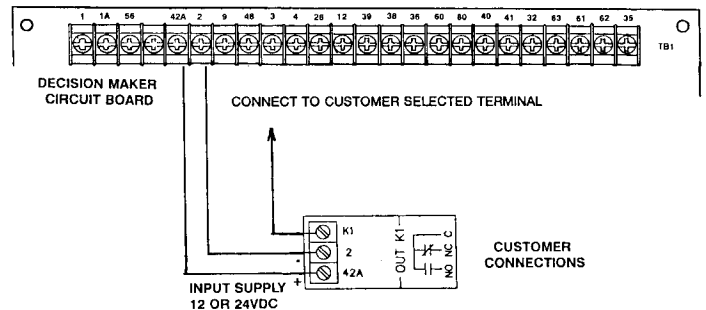 1 1A 56 42A 2 9 48 3 4 26 12 39 38 36 60 80 40 41 32 63 61 62 35
TB1
DECISION MAKER
CIRCUIT BOARD
CONNECT TO CUSTOMER SELECTED TERMINAL
K1
2
-
42A
+
OUT K1
NO NC C
CUSTOMER
CONNECTIONS
INPUT SUPPLY
12 OR 24VDC